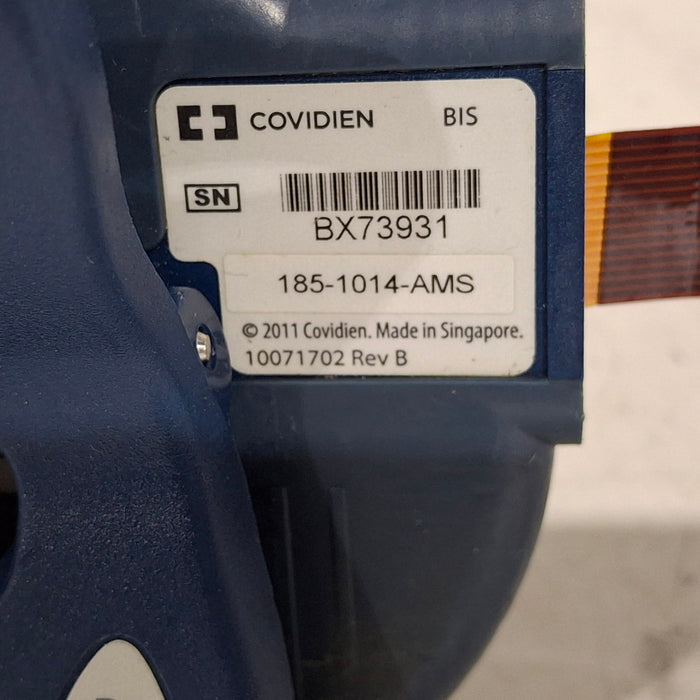 COVIDIEN BIS
SN
BX73931
185-1014-AMS
© 2011 Covidien. Made in Singapore.
10071702 Rev B